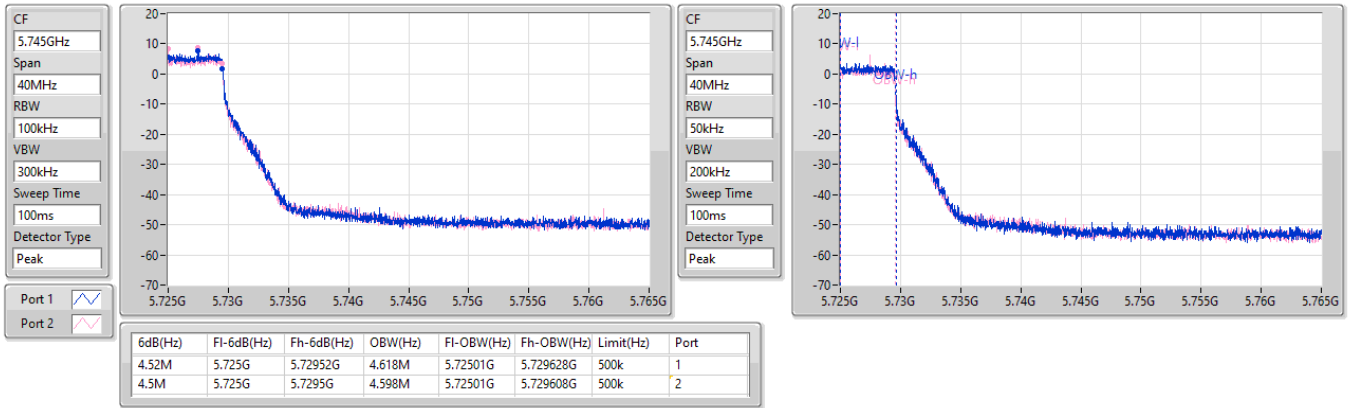 CF
5.745GHz
Span
40MHz
RBW
100kHz
VBW
300kHz
Sweep Time
100ms
Detector Type
Peak
Port 1
Port 2
20
10
0
-10
-20
-30
-40
-50
-60
-70
5.725G 5.73G 5.735G 5.74G 5.745G 5.75G 5.755G 5.76G 5.765G
CF
5.745GHz
Span
40MHz
RBW
50kHz
VBW
200kHz
Sweep Time
100ms
Detector Type
Peak
20
10
0
-10
-20
-30
-40
-50
-60
-70
W-l
OBW-h
5.725G 5.73G 5.735G 5.74G 5.745G 5.75G 5.755G 5.76G 5.765G
6dB(Hz) Fl-6dB(Hz) Fh-6dB(Hz) OBW(Hz) Fl-OBW(Hz) Fh-OBW(Hz) Limit(Hz) Port
4.52M 5.725G 5.72952G 4.618M 5.72501G 5.729628G 500k 1
4.5M 5.725G 5.7295G 4.598M 5.72501G 5.729608G 500k 2